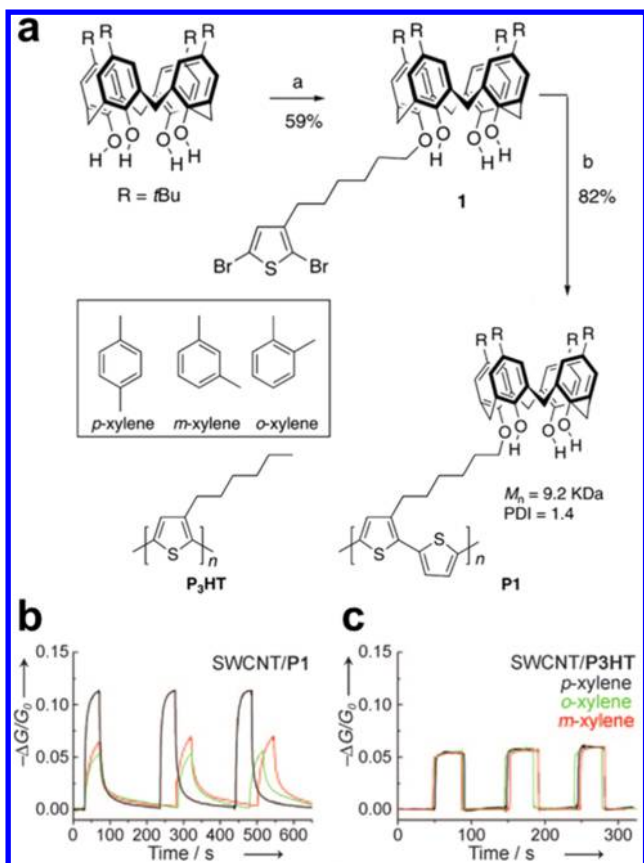 a
R R R R
a
59%
R R R R
O H O H O H O H
R = tBu
O O H O H O H
1
b
82%
Br S Br
p-xylene m-xylene o-xylene
R R R R
O O H O H O H
Mn = 9.2 KDa
PDI = 1.4
S n
S S n
P3HT
P1
b
SWCNT/P1
−ΔG/G0
0.15
0.10
0.05
0.00
0 100 200 300 400 500 600
Time / s
c
SWCNT/P3HT
p-xylene
o-xylene
m-xylene
−ΔG/G0
0.15
0.10
0.05
0.00
0 100 200 300
Time / s